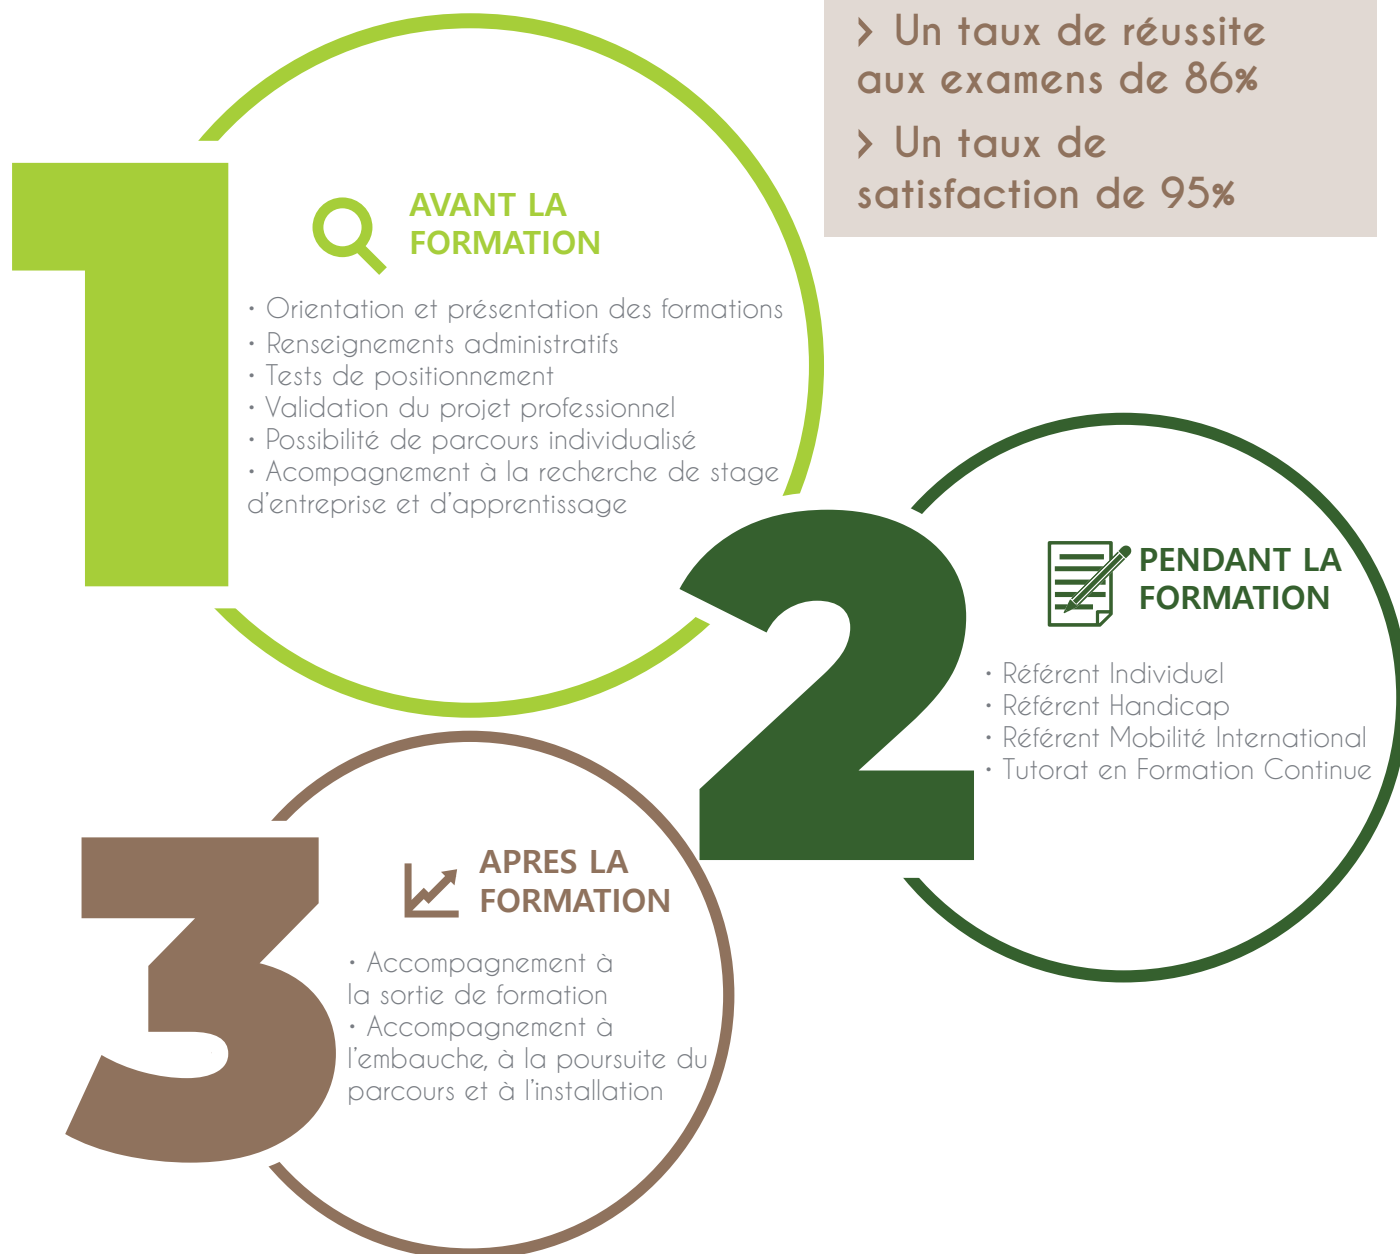 › Un taux de réussite
aux examens de 86%
› Un taux de
satisfaction de 95%
1
AVANT LA
FORMATION
• Orientation et présentation des formations
• Renseignements administratifs
• Tests de positionnement
• Validation du projet professionnel
• Possibilité de parcours individualisé
• Acompagnement à la recherche de stage
d'entreprise et d'apprentissage
2
PENDANT LA
FORMATION
• Référent Individuel
• Référent Handicap
• Référent Mobilité International
• Tutorat en Formation Continue
3
APRES LA
FORMATION
• Accompagnement à
la sortie de formation
• Accompagnement à
l'embauche, à la poursuite du
parcours et à l'installation